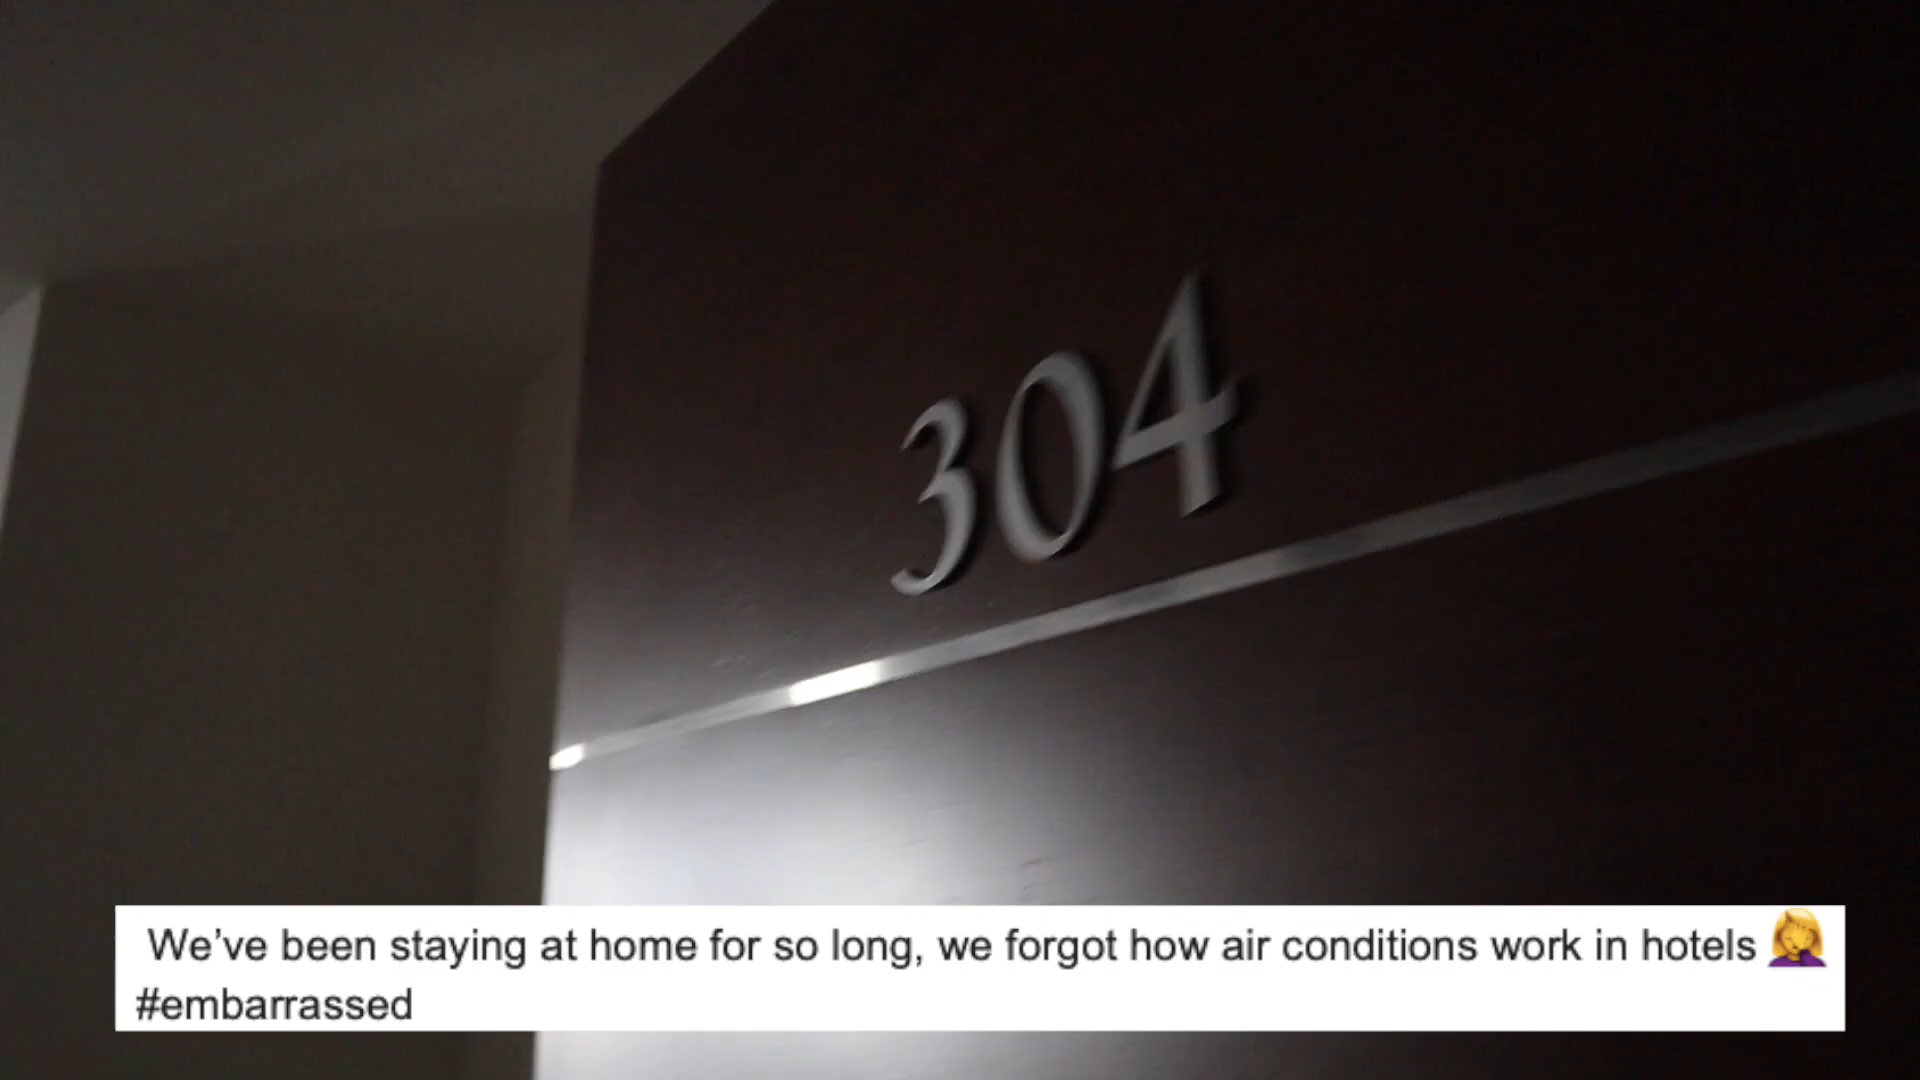 304
We've been staying at home for so long, we forgot how air conditions work in hotels 🤦‍♀️
#embarrassed